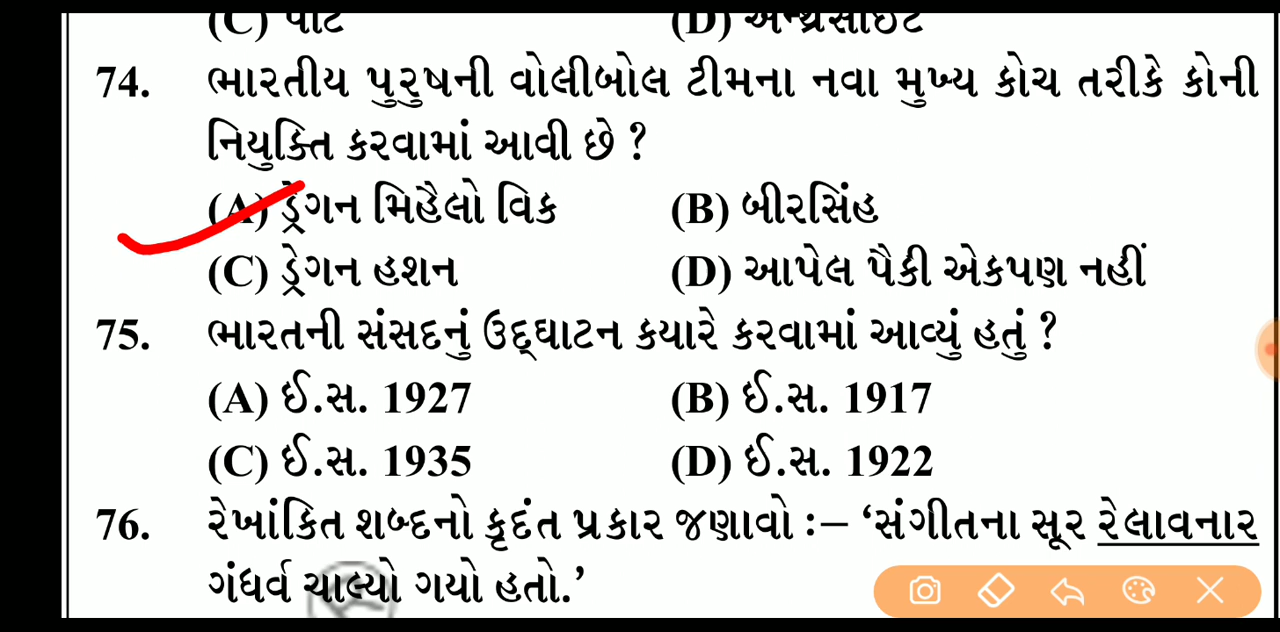 (C) પીટ (D) એન્થ્રેસાઈટ
74. ભારતીય પુરુષની વોલીબોલ ટીમના નવા મુખ્ય કોચ તરીકે કોની
નિયુક્તિ કરવામાં આવી છે ?
(A) ડ્રેગન મિહૈલો વિક (B) બીરસિંહ
(C) ડ્રેગન હશન (D) આપેલ પૈકી એકપણ નહીં
75. ભારતની સંસદનું ઉદ્ઘાટન કયારે કરવામાં આવ્યું હતું ?
(A) ઈ.સ. 1927 (B) ઈ.સ. 1917
(C) ઈ.સ. 1935 (D) ઈ.સ. 1922
76. રેખાંકિત શબ્દનો કૃદંત પ્રકાર જણાવો :– ‘સંગીતના સૂર રેલાવનાર
ગંધર્વ ચાલ્યો ગયો હતો.’